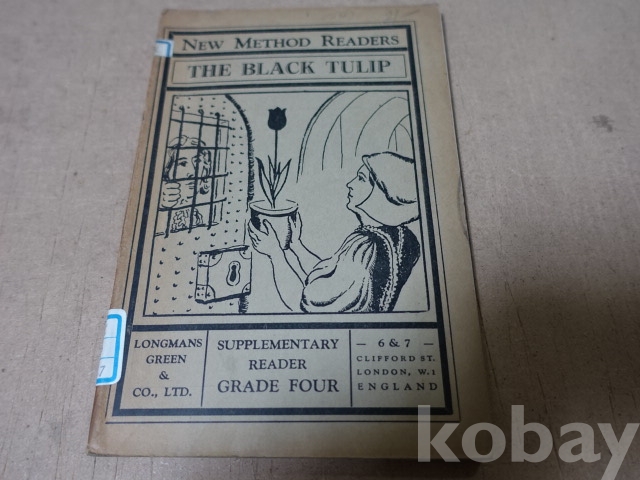 NEW METHOD READERS
THE BLACK TULIP
LONGMANS
GREEN
&
CO., LTD.
SUPPLEMENTARY
READER
GRADE FOUR
— 6 & 7 —
CLIFFORD ST.
LONDON, W.1
ENGLAND
7
kobay